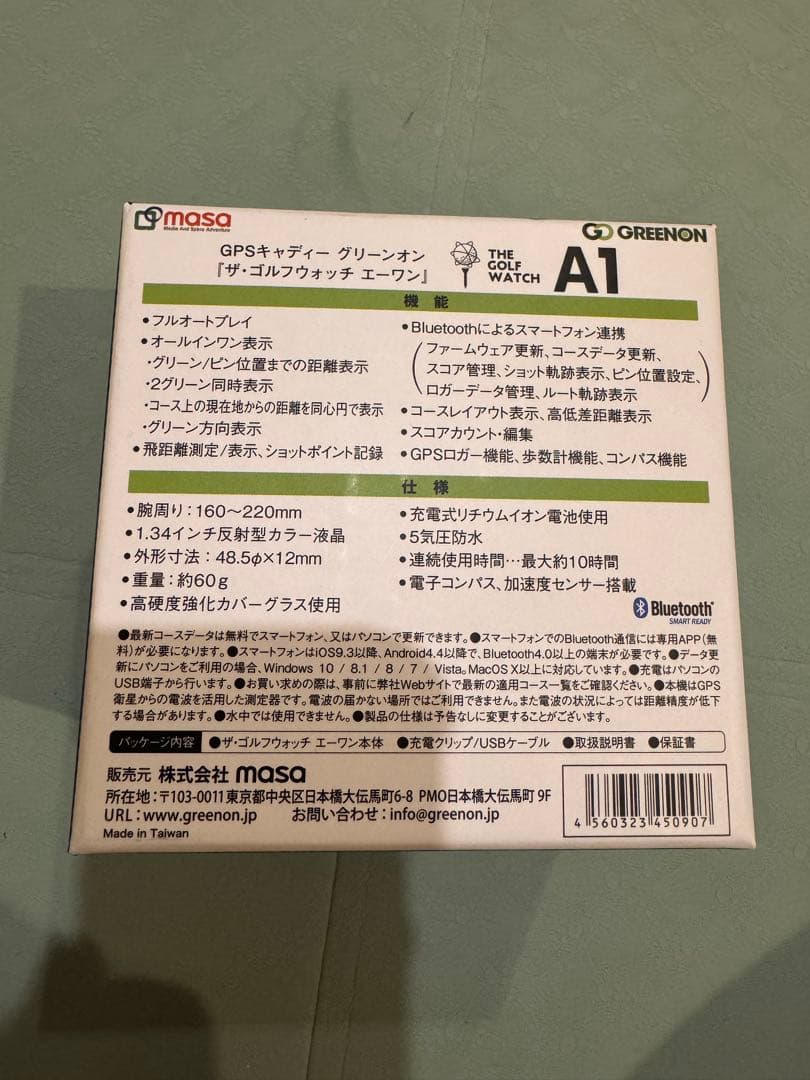 masa
Media And Space Adventure
GREENON
GPSキャディー グリーンオン
『ザ・ゴルフウォッチ エーワン』
THE
GOLF
WATCH
A1
機 能
●フルオートプレイ
●オールインワン表示
・グリーン/ピン位置までの距離表示
・2グリーン同時表示
・コース上の現在地からの距離を同心円で表示
・グリーン方向表示
●飛距離測定/表示、ショットポイント記録
●Bluetoothによるスマートフォン連携
(ファームウェア更新、コースデータ更新、
スコア管理、ショット軌跡表示、ピン位置設定、
ロガーデータ管理、ルート軌跡表示)
●コースレイアウト表示、高低差距離表示
●スコアカウント・編集
●GPSロガー機能、歩数計機能、コンパス機能
仕 様
●腕周り：160～220mm
●1.34インチ反射型カラー液晶
●外形寸法：48.5φ×12mm
●重量：約60g
●高硬度強化カバーグラス使用
●充電式リチウムイオン電池使用
●5気圧防水
●連続使用時間…最大約10時間
●電子コンパス、加速度センサー搭載
Bluetooth®
SMART READY
●最新コースデータは無料でスマートフォン、又はパソコンで更新できます。●スマートフォンでのBluetooth通信には専用APP(無
料)が必要になります。●スマートフォンはiOS9.3以降、Android4.4以降で、Bluetooth4.0以上の端末が必要です。●データ更
新にパソコンをご利用の場合、Windows 10 / 8.1 / 8 / 7 / Vista。MacOS X以上に対応しています。●充電はパソコンの
USB端子から行います。●お買い求めの際は、事前に弊社Webサイトで最新の適用コース一覧をご確認ください。●本機はGPS
衛星からの電波を活用した測定器です。電波の届かない場所ではご利用できません。また電波の状況によっては距離精度が低下
する場合があります。●水中では使用できません。●製品の仕様は予告なしに変更することがございます。
パッケージ内容 ●ザ・ゴルフウォッチ エーワン本体 ●充電クリップ/USBケーブル ●取扱説明書 ●保証書
販売元 株式会社 masa
所在地：〒103-0011 東京都中央区日本橋大伝馬町6-8 PMO日本橋大伝馬町 9F
URL：www.greenon.jp お問い合わせ：info@greenon.jp
Made in Taiwan
4 560323 450907